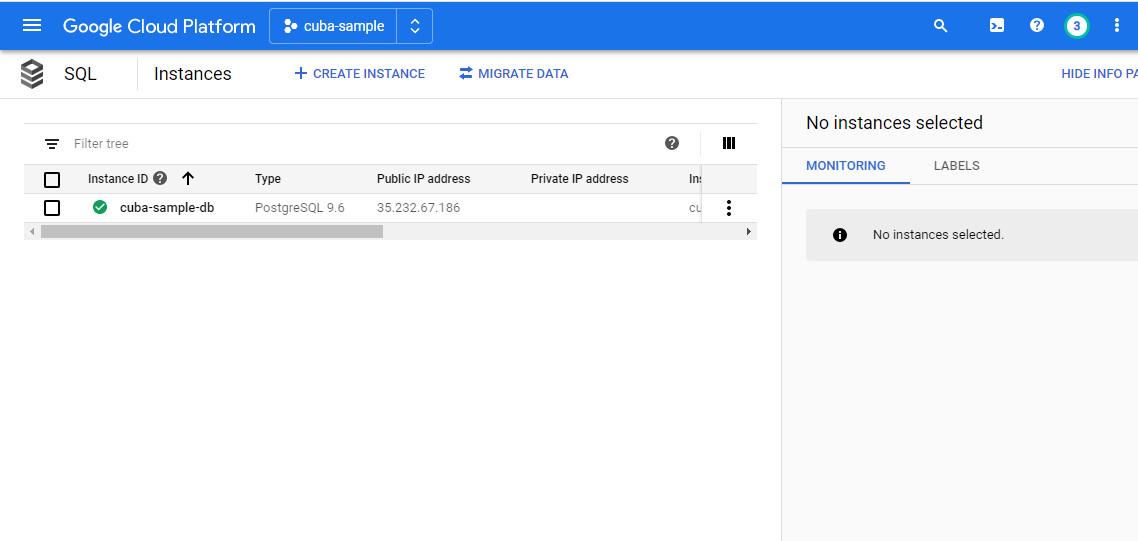 Google Cloud Platform cuba-sample 3
SQL Instances CREATE INSTANCE MIGRATE DATA HIDE INFO PA
No instances selected
Filter tree
MONITORING LABELS
Instance ID Type Public IP address Private IP address Ins
cuba-sample-db PostgreSQL 9.6 35.232.67.186 cu
No instances selected.